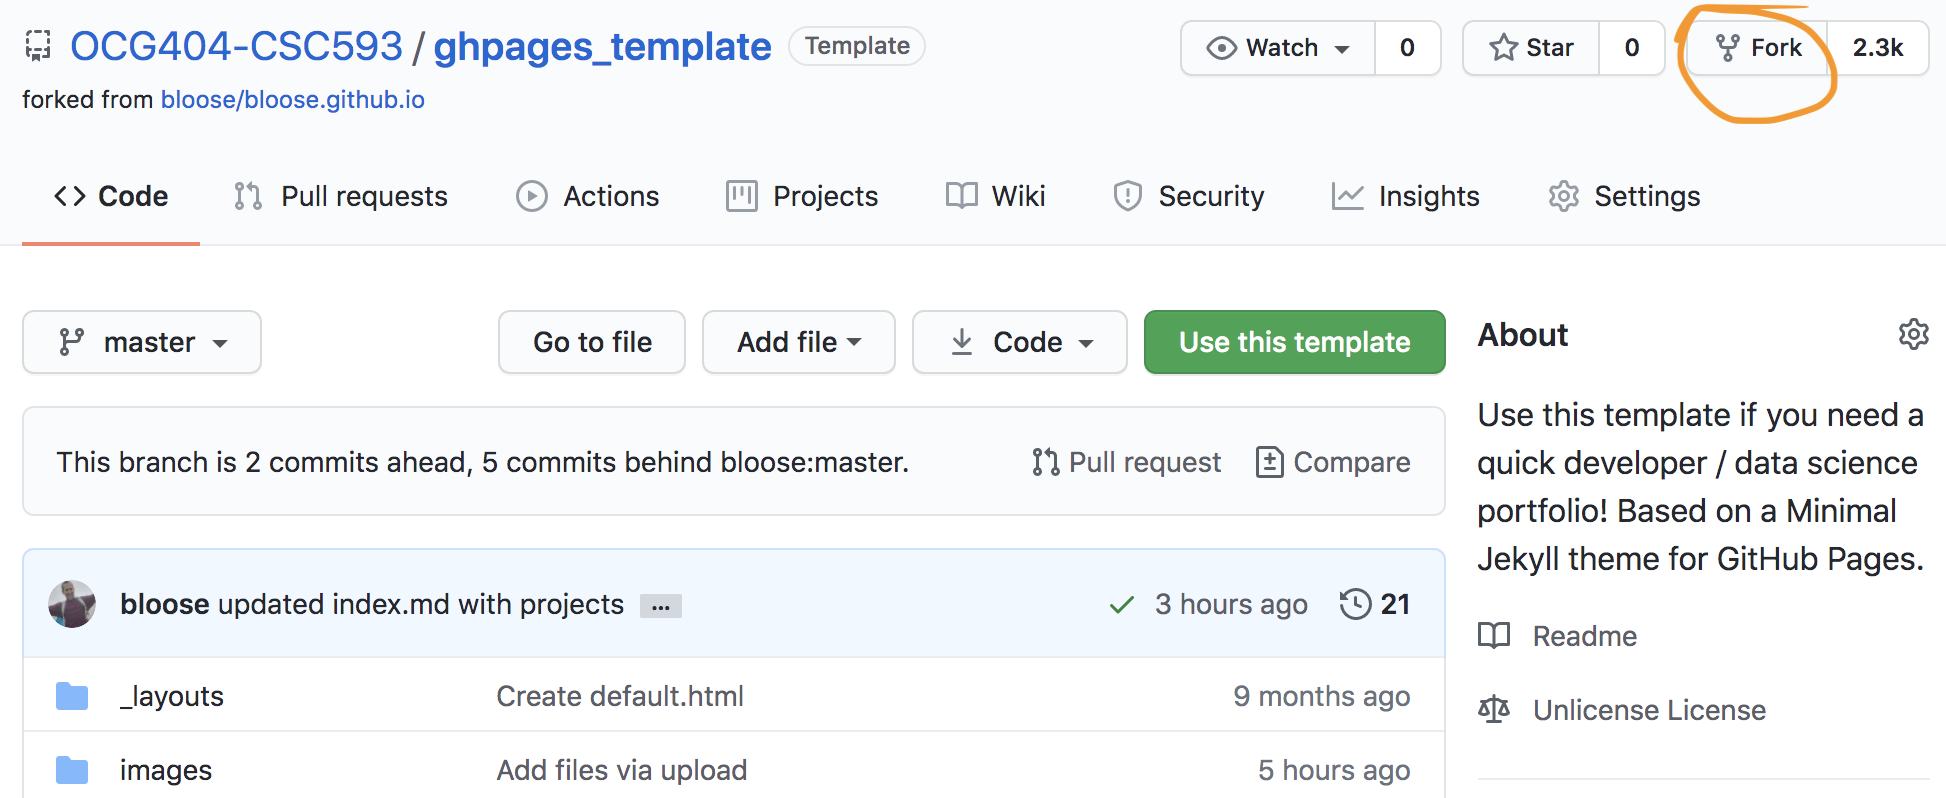 OCG404-CSC593 / ghpages_template Template Watch 0 Star 0 Fork 2.3k
forked from bloose/bloose.github.io
Code Pull requests Actions Projects Wiki Security Insights Settings
master Go to file Add file Code Use this template
This branch is 2 commits ahead, 5 commits behind bloose:master. Pull request Compare
bloose updated index.md with projects ... 3 hours ago 21
_layouts Create default.html 9 months ago
images Add files via upload 5 hours ago
About
Use this template if you need a
quick developer / data science
portfolio! Based on a Minimal
Jekyll theme for GitHub Pages.
Readme
Unlicense License